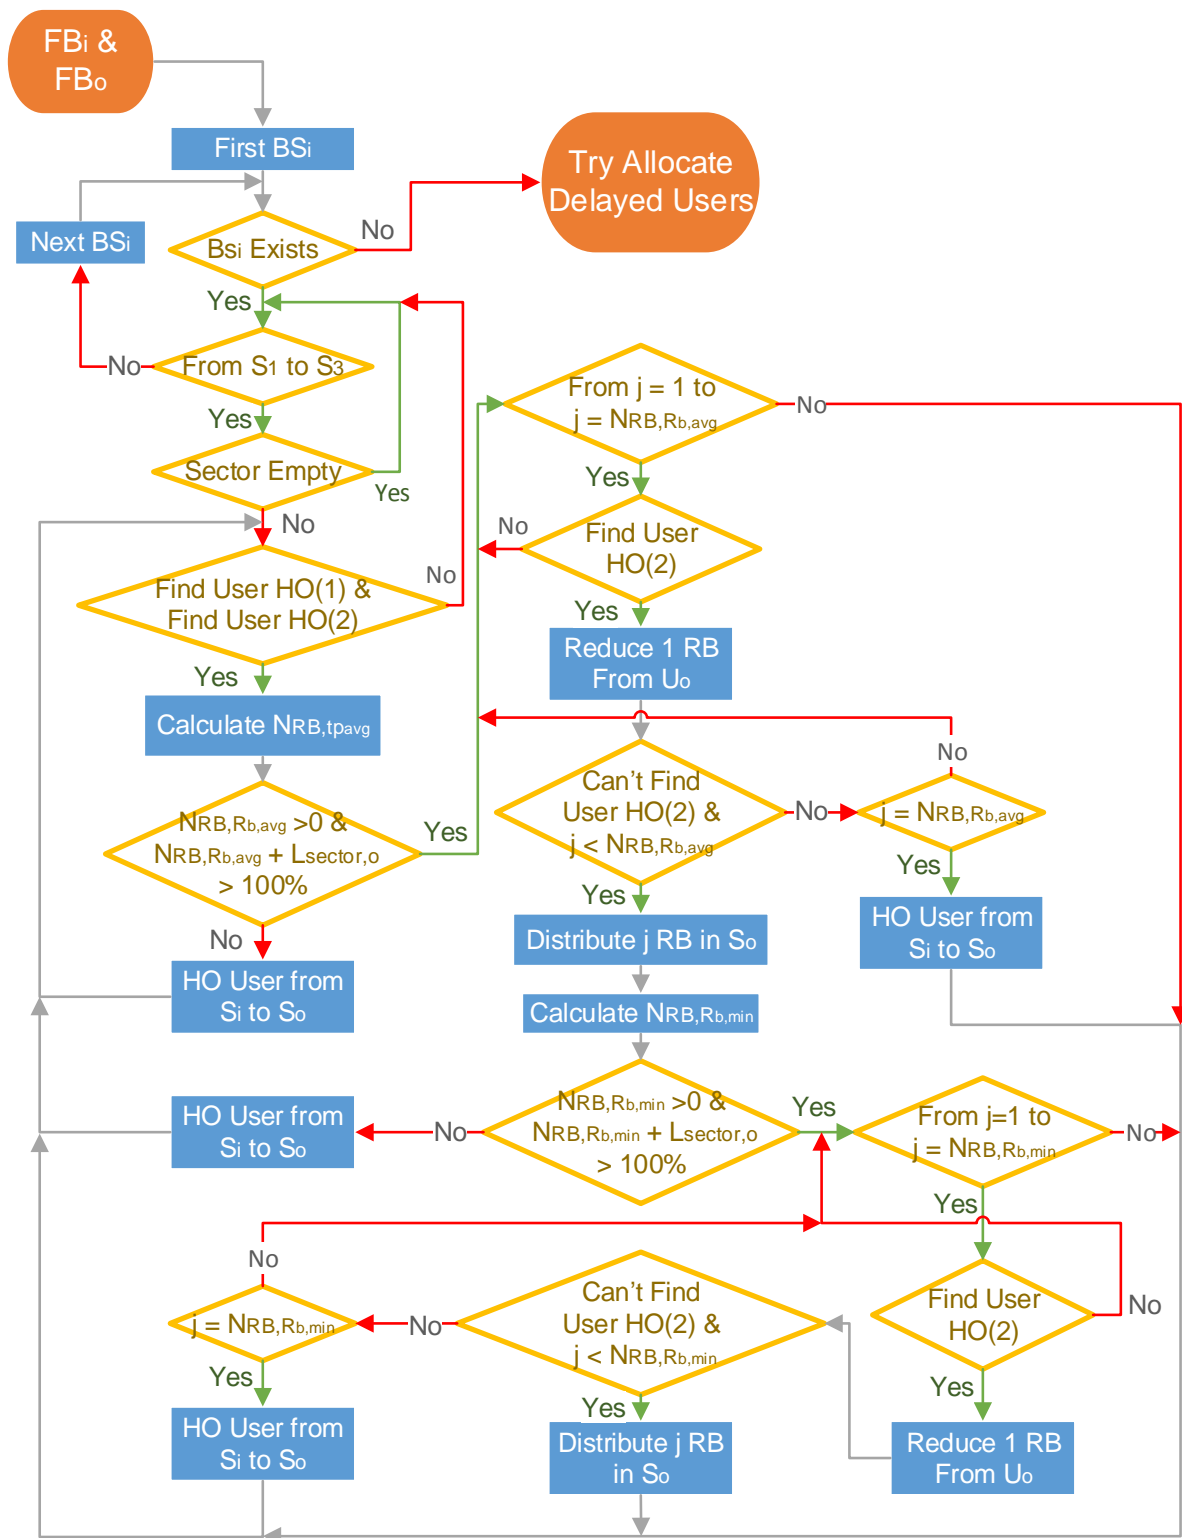 FBi &
FBo
First BSi
Try Allocate
Delayed Users
Next BSi
No
Bsi Exists
Yes
No
From S1 to S3
Yes
Sector Empty
Yes
No
Find User HO(1) &
Find User HO(2)
No
Yes
Calculate NRB,tpavg
NRB,Rb,avg >0 &
NRB,Rb,avg + Lsector,o
> 100%
Yes
No
HO User from
Si to So
From j = 1 to
j = NRB,Rb,avg
No
Yes
Find User
HO(2)
No
Yes
Reduce 1 RB
From Uo
Can't Find
User HO(2) &
j < NRB,Rb,avg
No
j = NRB,Rb,avg
No
Yes
HO User from
Si to So
Yes
Distribute j RB in So
Calculate NRB,Rb,min
NRB,Rb,min >0 &
NRB,Rb,min + Lsector,o
> 100%
No
HO User from
Si to So
Yes
From j=1 to
j = NRB,Rb,min
No
Yes
Find User
HO(2)
No
Yes
Reduce 1 RB
From Uo
Can't Find
User HO(2) &
j < NRB,Rb,min
No
j = NRB,Rb,min
No
Yes
HO User from
Si to So
Yes
Distribute j RB
in So